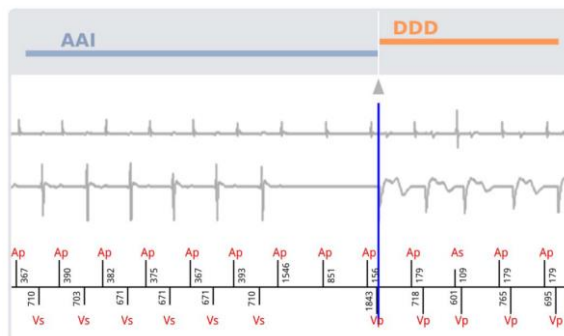 AAI DDD
Ap Ap Ap Ap Ap Ap Ap Ap Ap Ap As Ap Ap
367 390 382 375 367 393 1546 851 156 179 109 179 179
710 703 671 671 671 710 1843 718 601 765 695
Vs Vs Vs Vs Vs Vs Vp Vp Vp Vp Vp